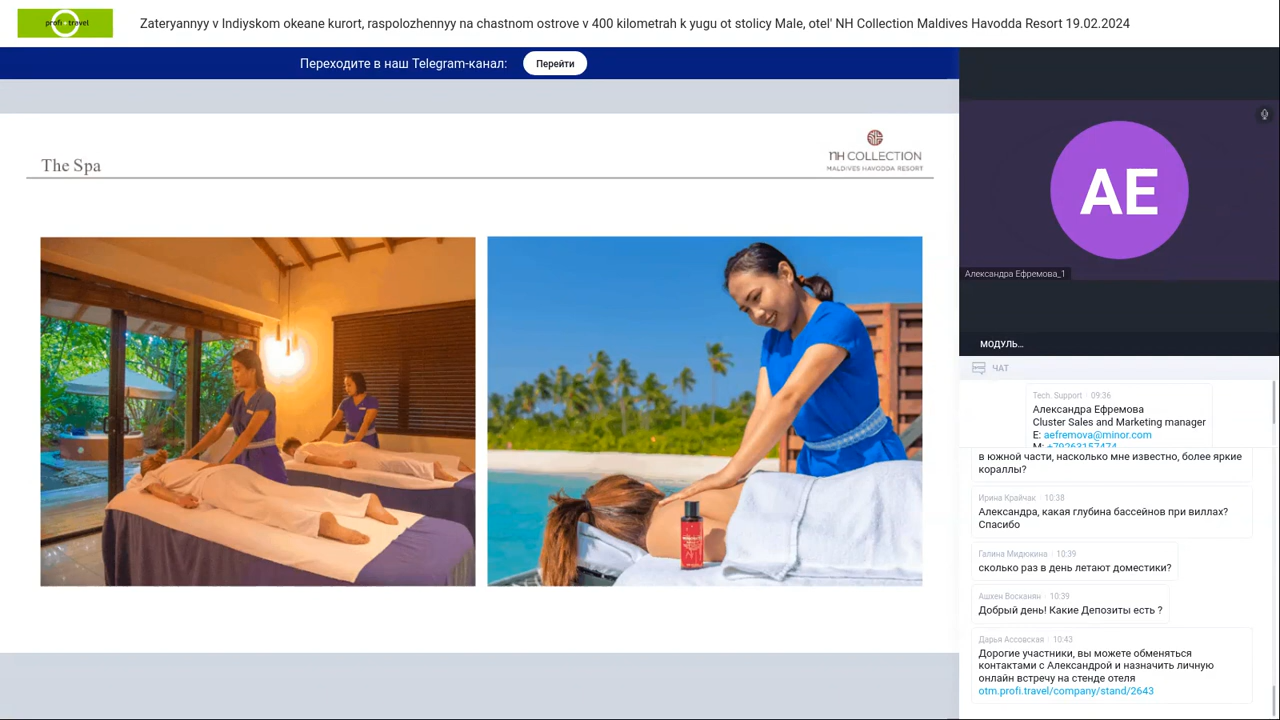 profi travel
Zateryannyy v Indiyskom okeane kurort, raspolozhennyy na otdel'nom ostrove v 400 kilometrah k yugu ot stolicy Male, otel' NH Collection Maldives Havodda Resort 19.02.2024
Переходите в наш Telegram-канал:
Перейти
The Spa
NH COLLECTION
MALDIVES HAVODDA RESORT
AE
Александра Ефремова_1
МОДУЛЬ...
ЧАТ
Tech. Support 09:36
Александра Ефремова
Cluster Sales and Marketing manager
E: aefremova@minor.com
M: +79263157474
в южной части, насколько мне известно, более яркие
кораллы?
Ирина Крайчак 10:38
Александра, какая глубина бассейнов при виллах?
Спасибо
Галина Мидюкина 10:39
сколько раз в день летают доместики?
Ашхен Восканян 10:39
Добрый день! Какие Депозиты есть ?
Дарья Ассовская 10:43
Дорогие участники, вы можете обменяться
контактами с Александрой и назначить личную
онлайн встречу на стенде отеля
otm.profi.travel/company/stand/2643